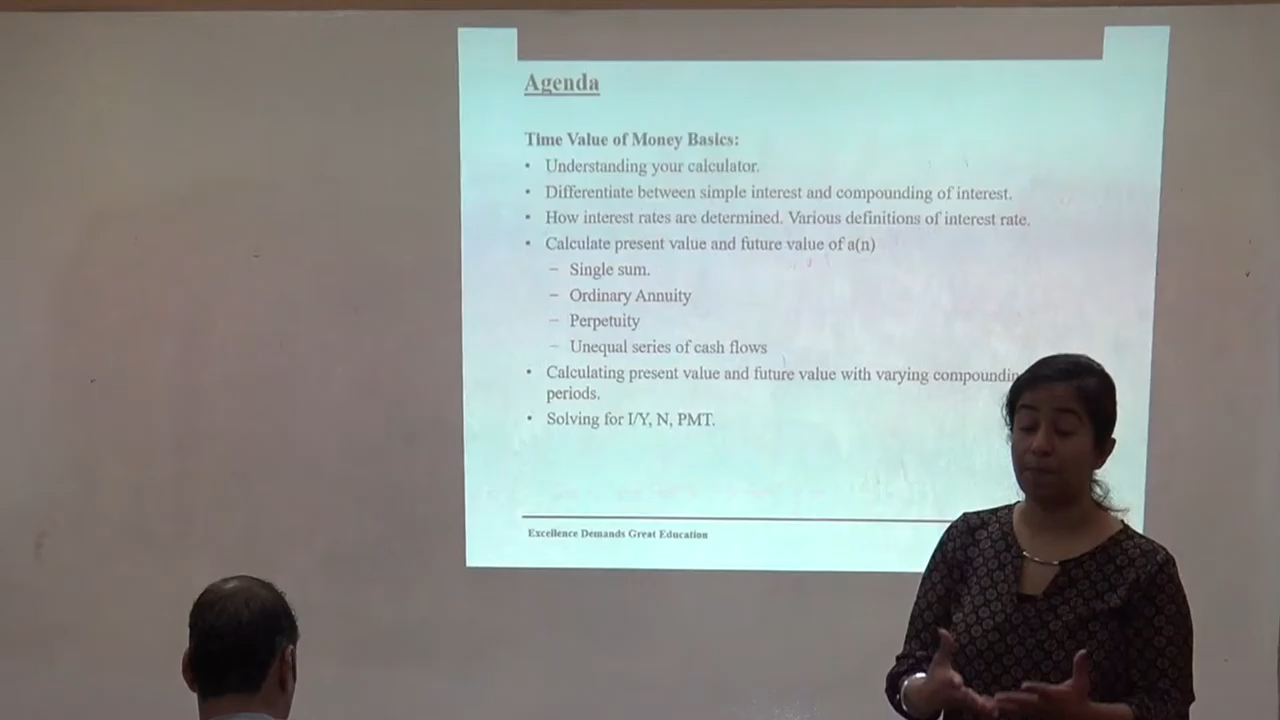 Agenda
Time Value of Money Basics:
• Understanding your calculator.
• Differentiate between simple interest and compounding of interest.
• How interest rates are determined. Various definitions of interest rate.
• Calculate present value and future value of a(n)
– Single sum.
– Ordinary Annuity
– Perpetuity
– Unequal series of cash flows
• Calculating present value and future value with varying compoundin
periods.
• Solving for I/Y, N, PMT.
Excellence Demands Great Education